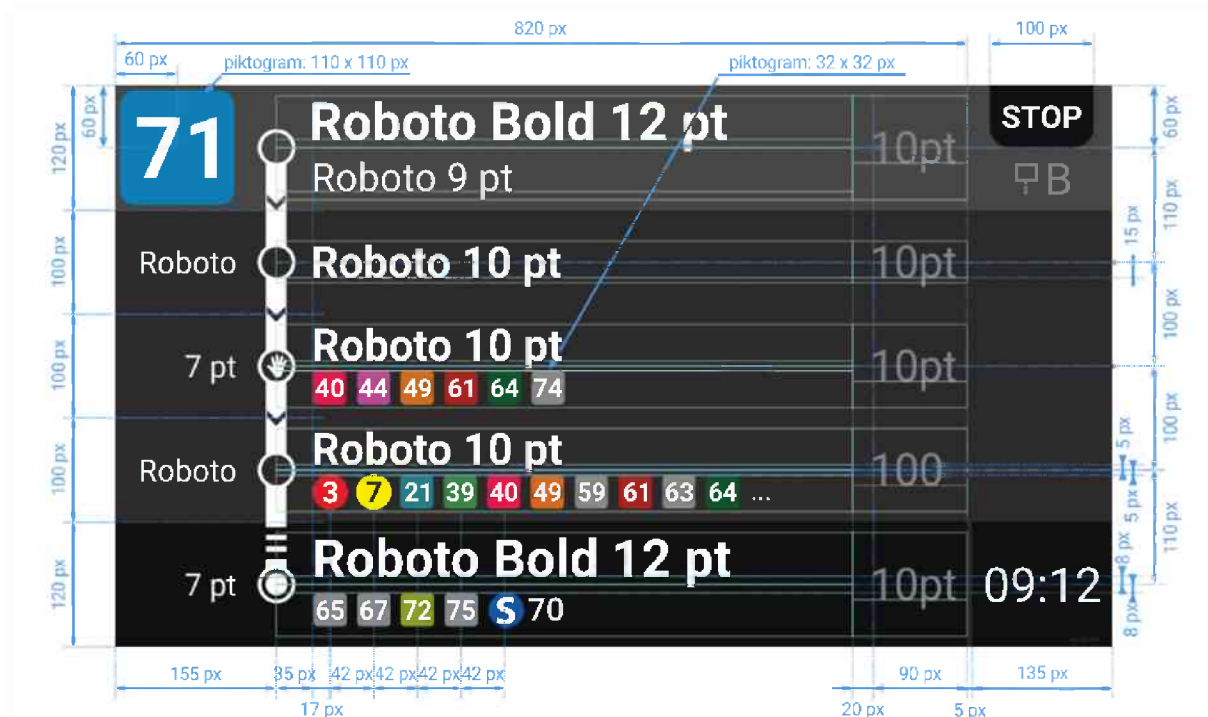 820 px
100 px
60 px
piktogram: 110 x 110 px
piktogram: 32 x 32 px
120 px
60 px
71
Roboto Bold 12 pt
Roboto 9 pt
10pt
STOP
B
60 px
110 px
100 px
Roboto
Roboto 10 pt
10pt
15 px
100 px
100 px
7 pt
Roboto 10 pt
40 44 49 61 64 74
10pt
100 px
100 px
Roboto
Roboto 10 pt
3 7 21 39 40 49 59 61 63 64 ...
100
5 px
5 px
110 px
120 px
7 pt
Roboto Bold 12 pt
65 67 72 75 S 70
10pt
09:12
8 px
8 px
155 px
35 px
42 px
42 px
42 px
42 px
90 px
135 px
17 px
20 px
5 px